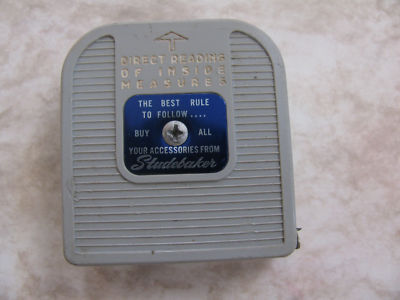 DIRECT READING
OF INSIDE
MEASURES
THE BEST RULE
TO FOLLOW....
BUY ALL
YOUR ACCESSORIES FROM
Studebaker